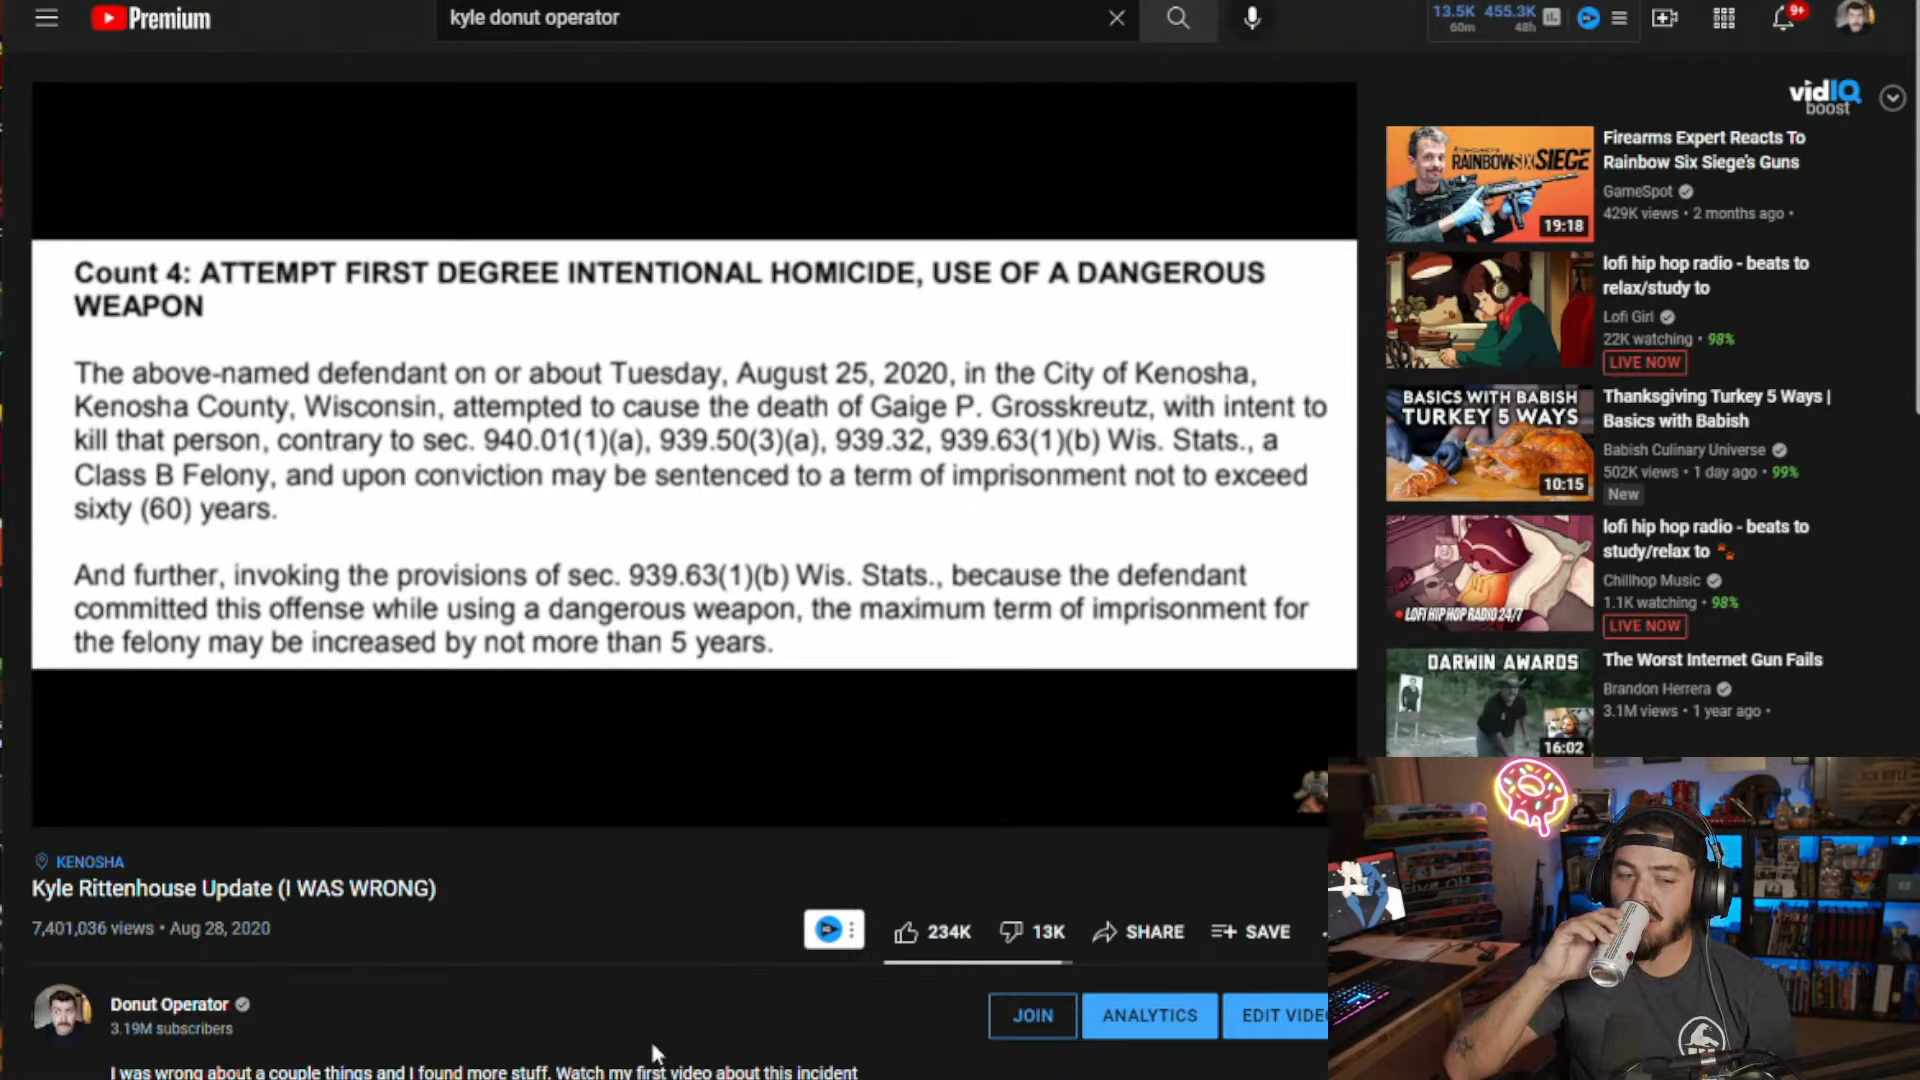 Premium
kyle donut operator
13.5K 455.3K
60m 48h
9+
vidIQ
boost
Count 4: ATTEMPT FIRST DEGREE INTENTIONAL HOMICIDE, USE OF A DANGEROUS
WEAPON
The above-named defendant on or about Tuesday, August 25, 2020, in the City of Kenosha,
Kenosha County, Wisconsin, attempted to cause the death of Gaige P. Grosskreutz, with intent to
kill that person, contrary to sec. 940.01(1)(a), 939.50(3)(a), 939.32, 939.63(1)(b) Wis. Stats., a
Class B Felony, and upon conviction may be sentenced to a term of imprisonment not to exceed
sixty (60) years.
And further, invoking the provisions of sec. 939.63(1)(b) Wis. Stats., because the defendant
committed this offense while using a dangerous weapon, the maximum term of imprisonment for
the felony may be increased by not more than 5 years.
KENOSHA
Kyle Rittenhouse Update (I WAS WRONG)
7,401,036 views • Aug 28, 2020
234K
13K
SHARE
SAVE
Donut Operator
3.19M subscribers
JOIN
ANALYTICS
EDIT VIDE
I was wrong about a couple things and I found more stuff. Watch my first video about this incident
RAINBOWSIX SIEGE
19:18
Firearms Expert Reacts To
Rainbow Six Siege's Guns
GameSpot
429K views • 2 months ago •
lofi hip hop radio - beats to
relax/study to
Lofi Girl
22K watching • 98%
LIVE NOW
BASICS WITH BABISH
TURKEY 5 WAYS
10:15
Thanksgiving Turkey 5 Ways |
Basics with Babish
Babish Culinary Universe
502K views • 1 day ago • 99%
New
LOFI HIP HOP RADIO 24/7
lofi hip hop radio - beats to
study/relax to
Chillhop Music
1.1K watching • 98%
LIVE NOW
DARWIN AWARDS
16:02
The Worst Internet Gun Fails
Brandon Herrera
3.1M views • 1 year ago •